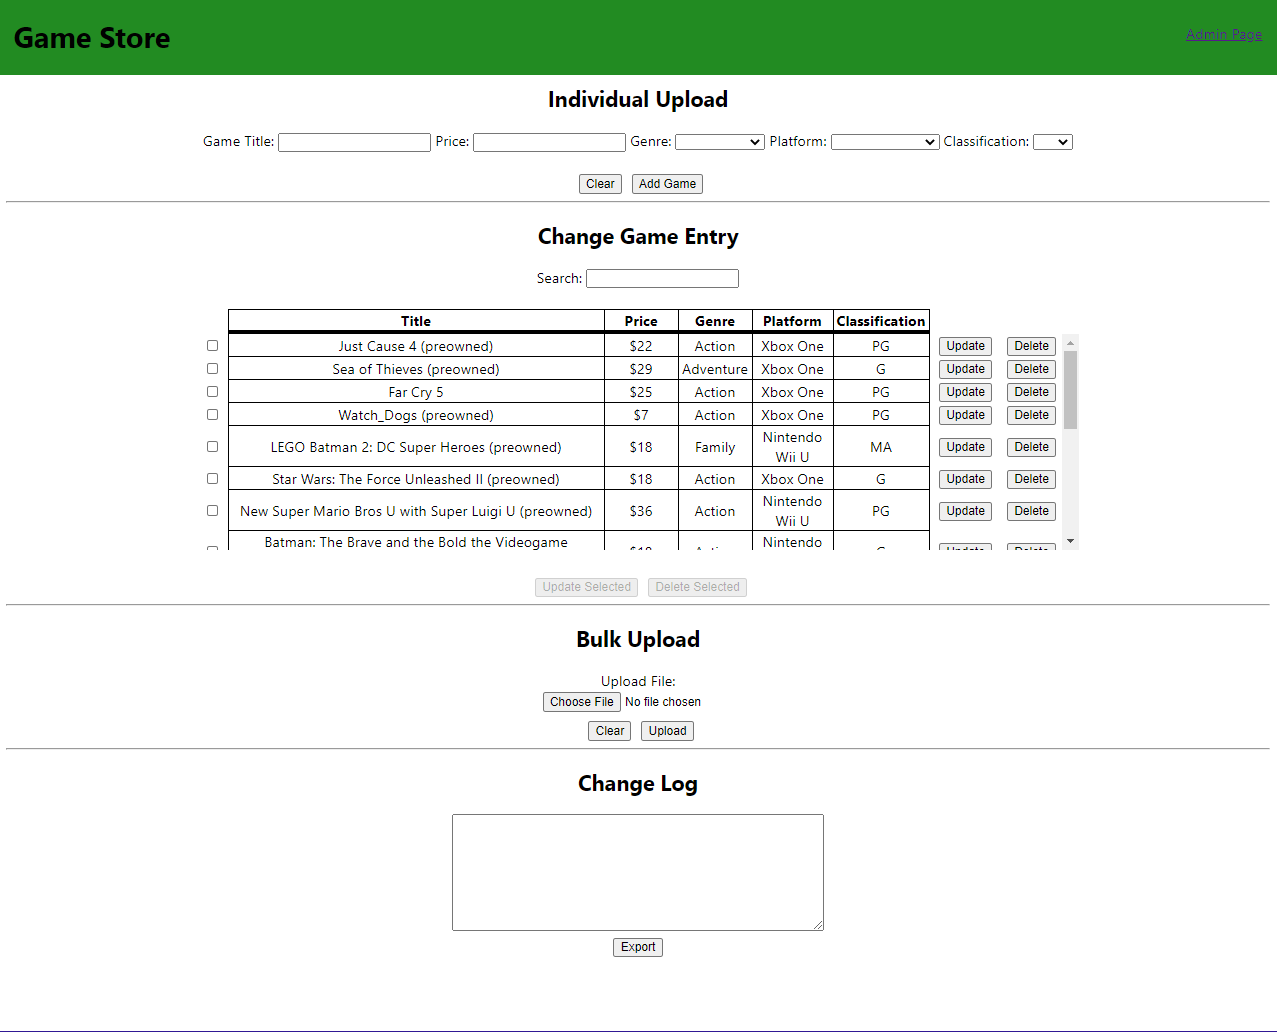 Game Store
Admin Page
Individual Upload
Game Title: Price: Genre: Platform: Classification:
Clear Add Game
Change Game Entry
Search:
Title Price Genre Platform Classification
Just Cause 4 (preowned) $22 Action Xbox One PG Update Delete
Sea of Thieves (preowned) $29 Adventure Xbox One G Update Delete
Far Cry 5 $25 Action Xbox One PG Update Delete
Watch_Dogs (preowned) $7 Action Xbox One PG Update Delete
LEGO Batman 2: DC Super Heroes (preowned) $18 Family Nintendo Wii U MA Update Delete
Star Wars: The Force Unleashed II (preowned) $18 Action Xbox One G Update Delete
New Super Mario Bros U with Super Luigi U (preowned) $36 Action Nintendo Wii U PG Update Delete
Batman: The Brave and the Bold the Videogame Nintendo
Update Selected Delete Selected
Bulk Upload
Upload File:
Choose File No file chosen
Clear Upload
Change Log
Export